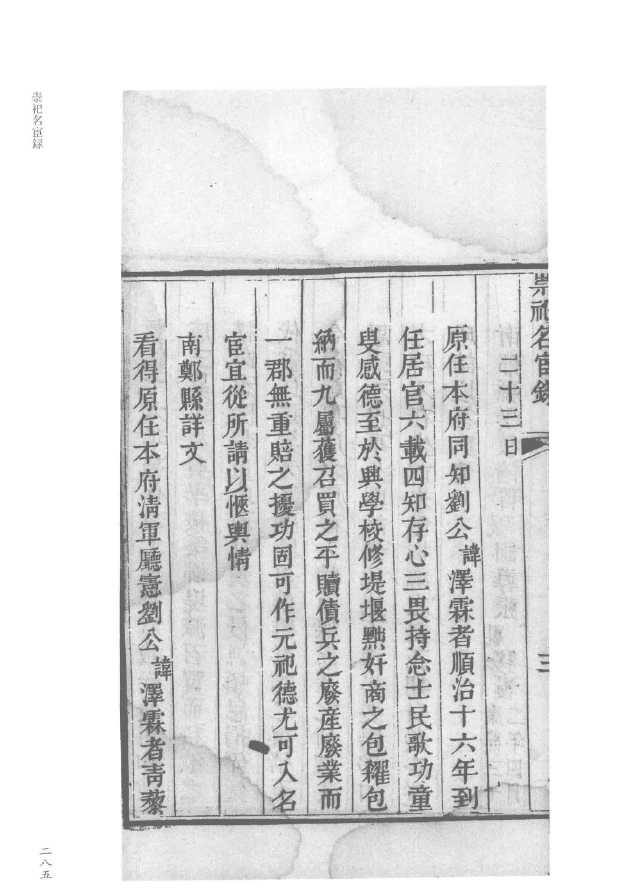 崇祀名宦録
崇祀名宦錄
三
二十三日
原任本府同知劉公諱澤霖者順治十六年到
任居官六載四知存心三畏持念士民歌功童
叟感德至於興學校修堤堰黜奸商之包糴包
納而九屬獲召買之平贖債兵之廢産廢業而
一郡無重賠之擾功固可作元祀德尤可入名
宦宜從所請以愜輿情
南鄭縣詳文
看得原任本府清軍廳憲劉公諱澤霖者靑藜
二八五